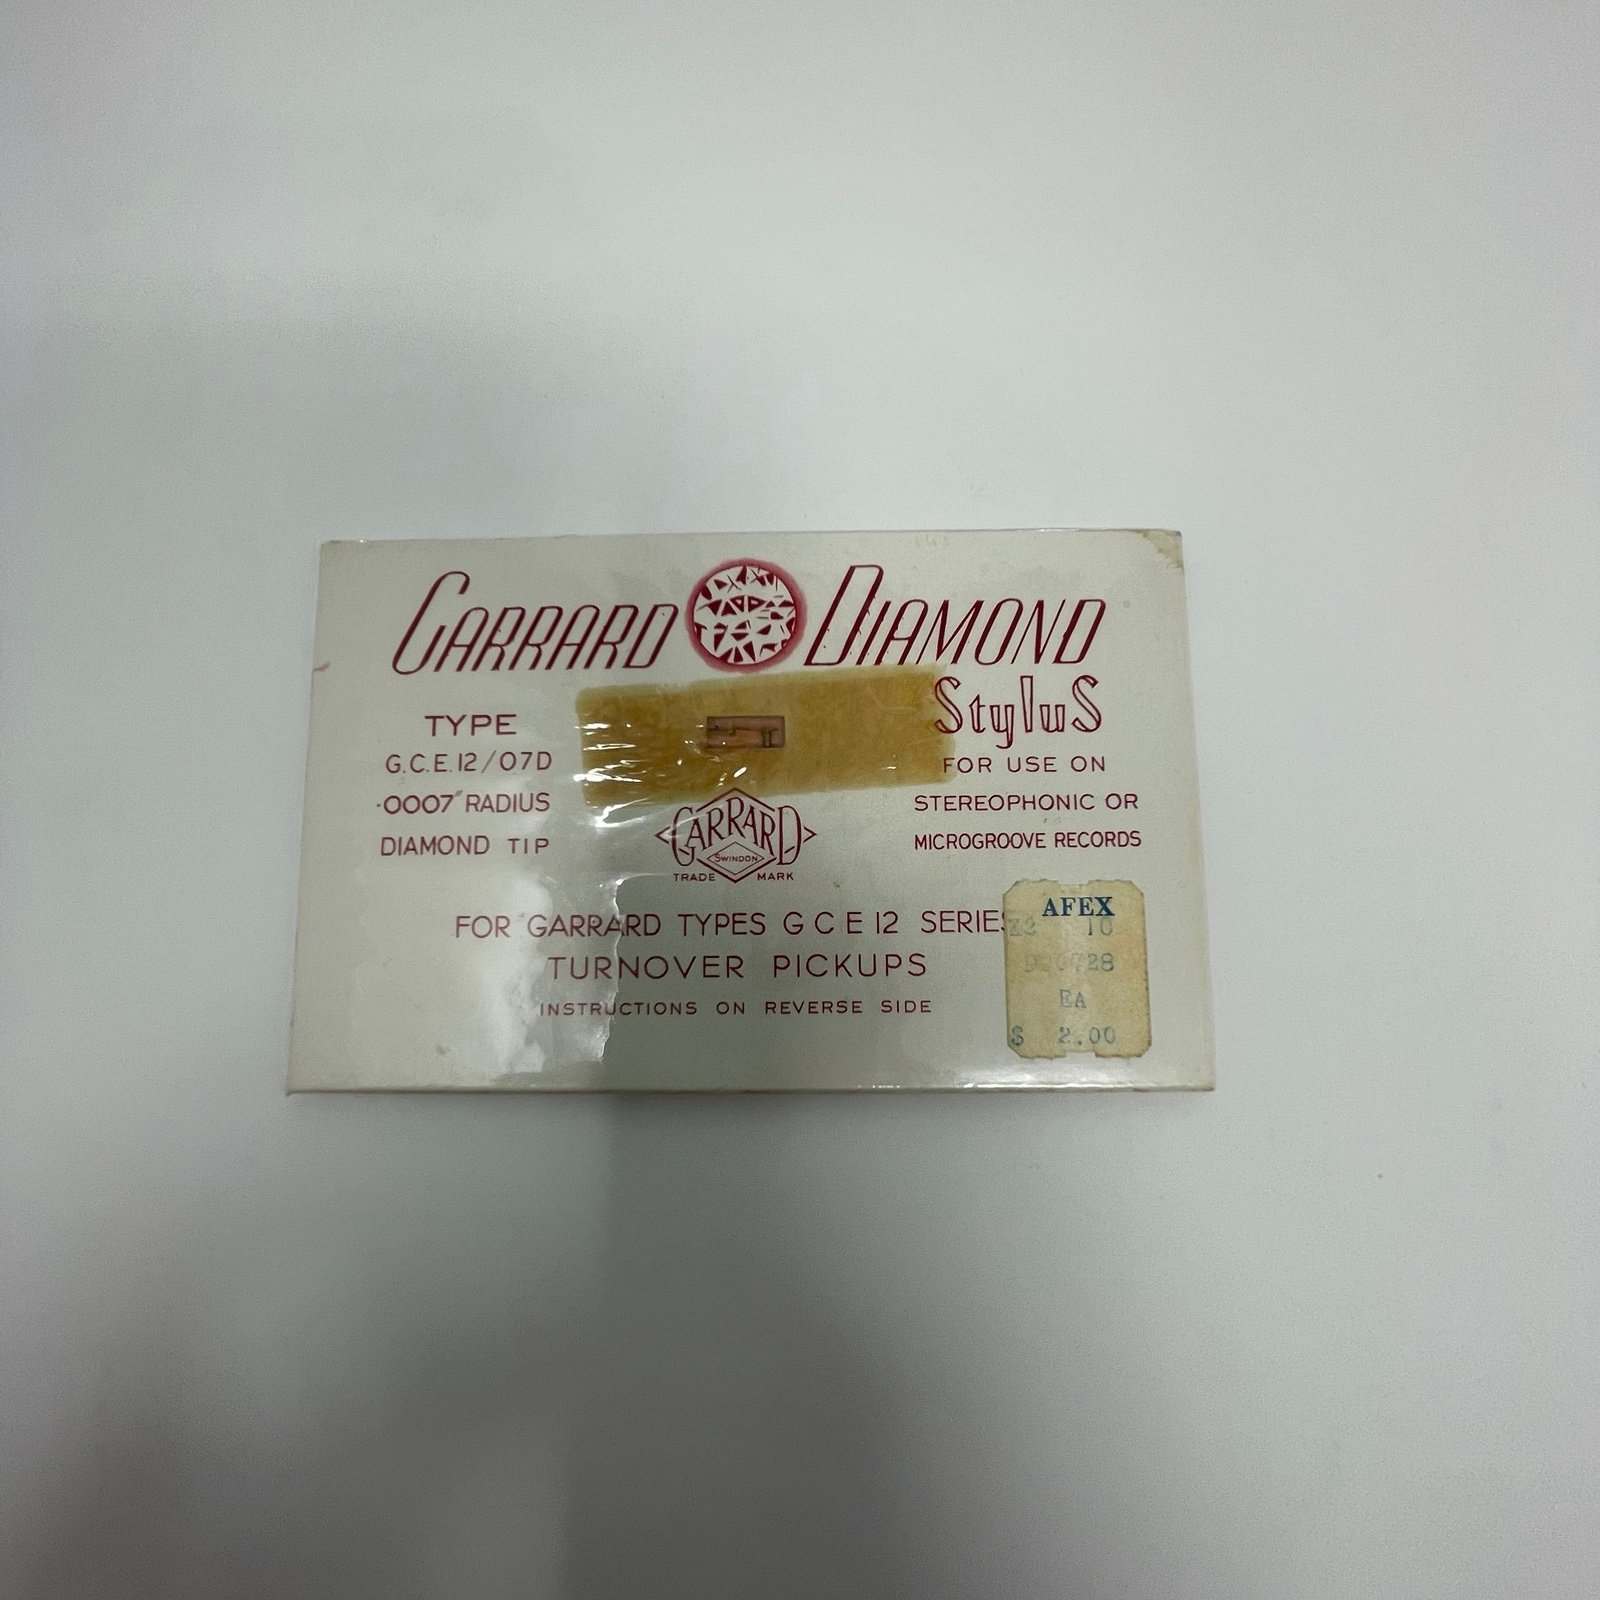 GARRARD DIAMOND
StyluS
TYPE
G.C.E.12/07D
·0007" RADIUS
DIAMOND TIP
FOR USE ON
STEREOPHONIC OR
MICROGROOVE RECORDS
GARRARD
SWINDON
TRADE MARK
FOR GARRARD TYPES G C E 12 SERIES
TURNOVER PICKUPS
INSTRUCTIONS ON REVERSE SIDE
AFEX
10
EA
$ 2.00